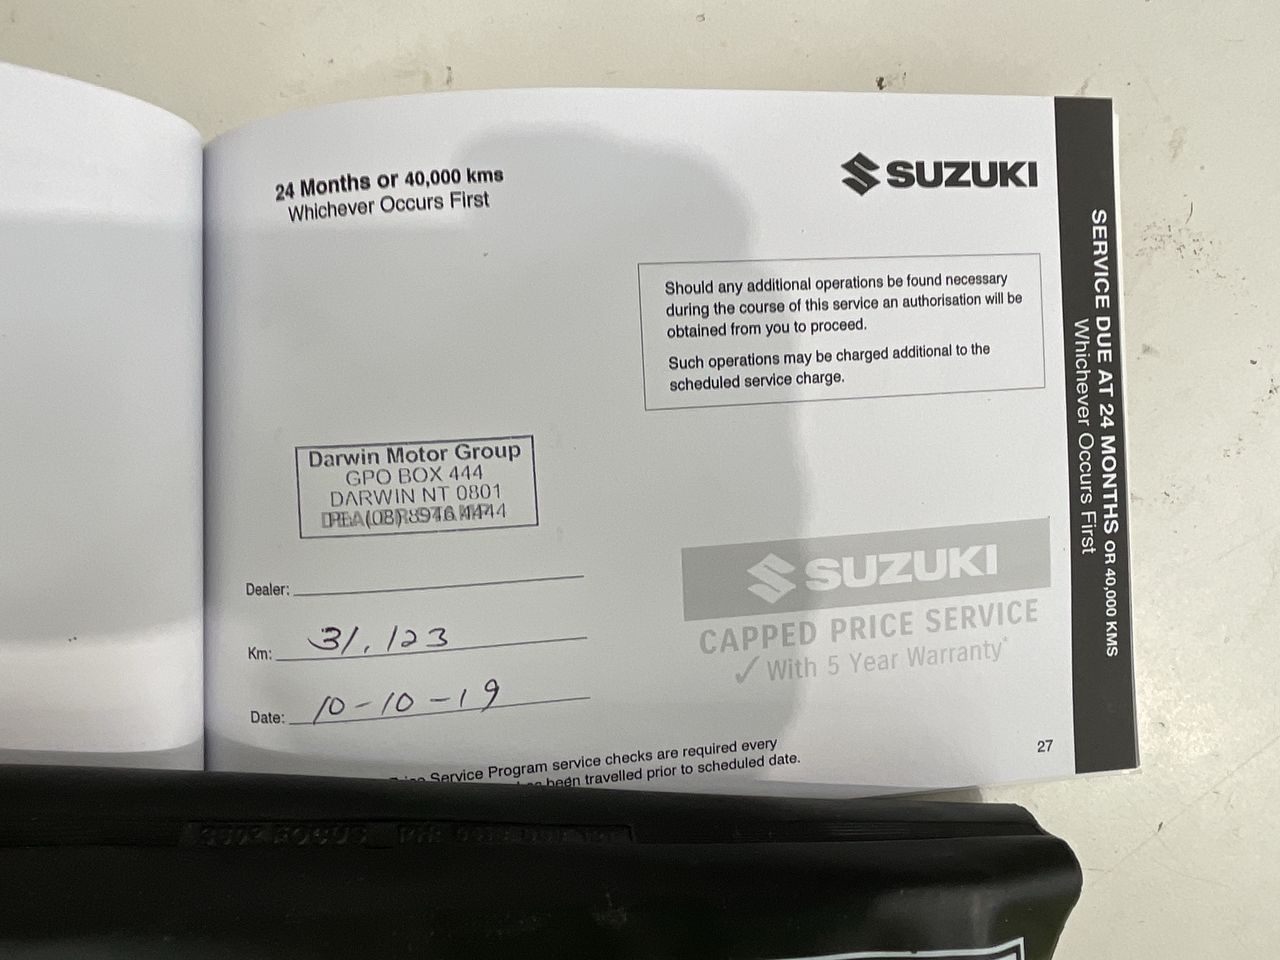 24 Months or 40,000 kms
Whichever Occurs First
SUZUKI
Should any additional operations be found necessary
during the course of this service an authorisation will be
obtained from you to proceed.
Such operations may be charged additional to the
scheduled service charge.
Darwin Motor Group
GPO BOX 444
DARWIN NT 0801
(08) 8946 4444
Dealer:
Km: 31,123
Date: 10-10-19
SUZUKI
CAPPED PRICE SERVICE
✓ With 5 Year Warranty*
Service Program service checks are required every
been travelled prior to scheduled date.
27
SERVICE DUE AT 24 MONTHS OR 40,000 KMS
Whichever Occurs First